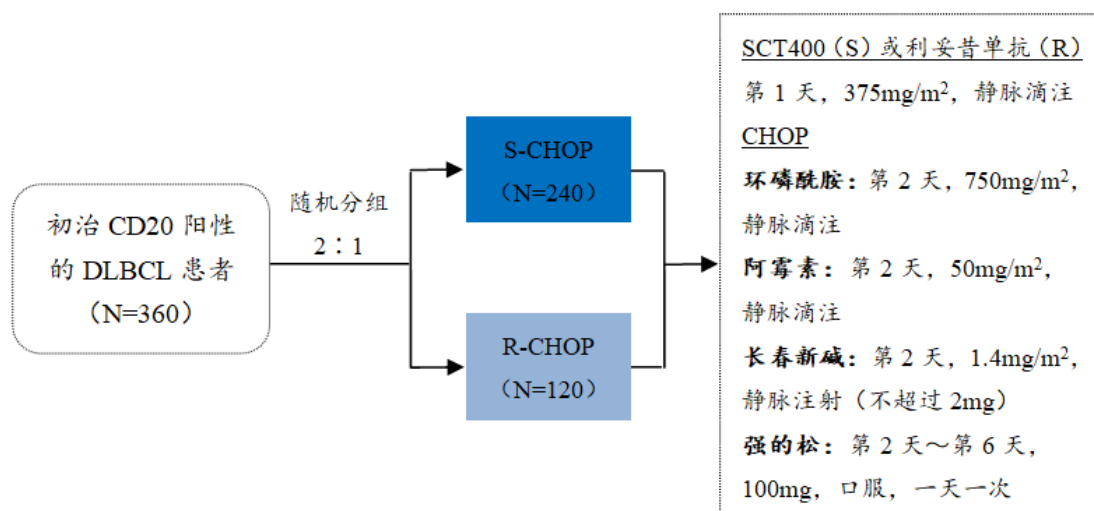 初治 CD20 阳性
的 DLBCL 患者
（N=360）
随机分组
2：1
S-CHOP
（N=240）
R-CHOP
（N=120）
SCT400（S）或利妥昔单抗（R）
第 1 天，375mg/m²，静脉滴注
CHOP
环磷酰胺：第 2 天，750mg/m²，
静脉滴注
阿霉素：第 2 天，50mg/m²，
静脉滴注
长春新碱：第 2 天，1.4mg/m²，
静脉注射（不超过 2mg）
强的松：第 2 天～第 6 天，
100mg，口服，一天一次